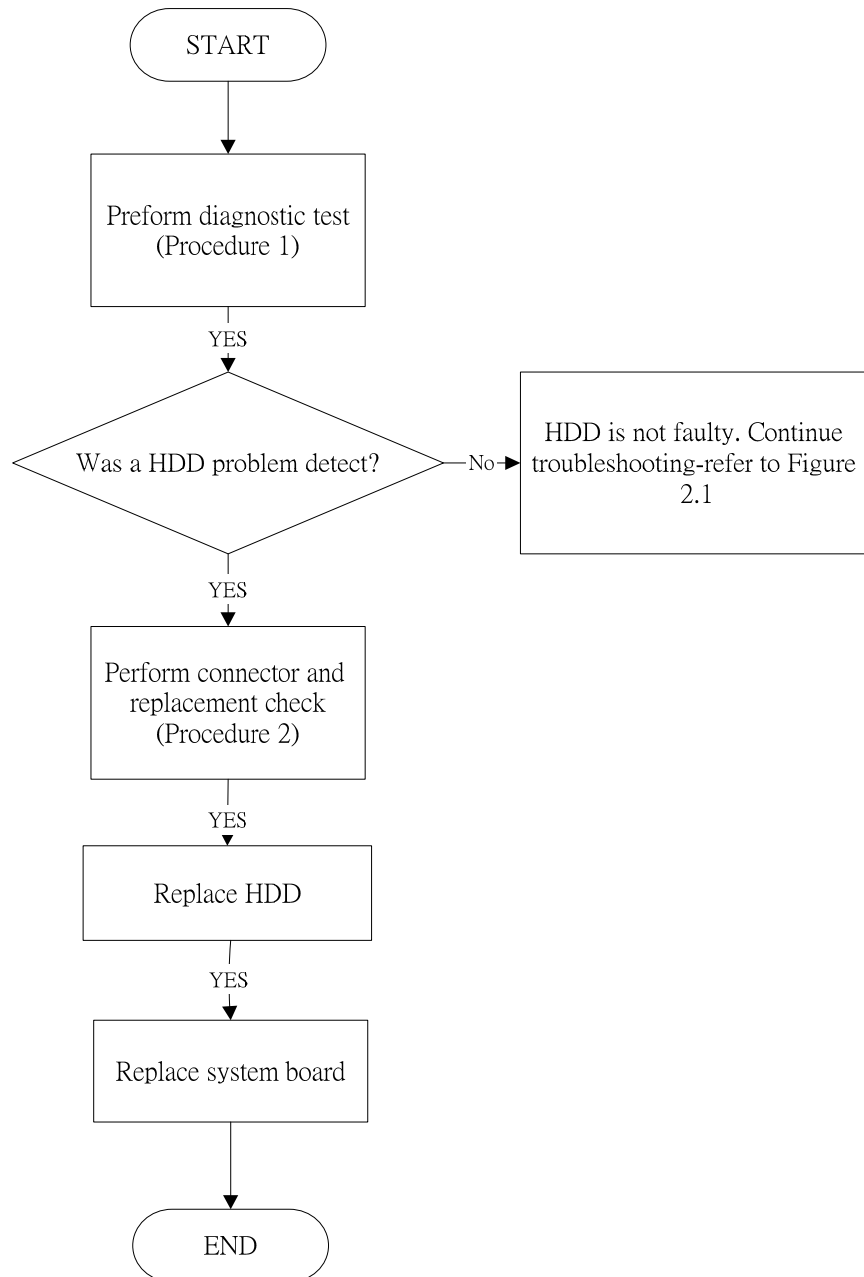 START
Preform diagnostic test
(Procedure 1)
YES
Was a HDD problem detect?
No
HDD is not faulty. Continue
troubleshooting-refer to Figure
2.1
YES
Perform connector and
replacement check
(Procedure 2)
YES
Replace HDD
YES
Replace system board
END